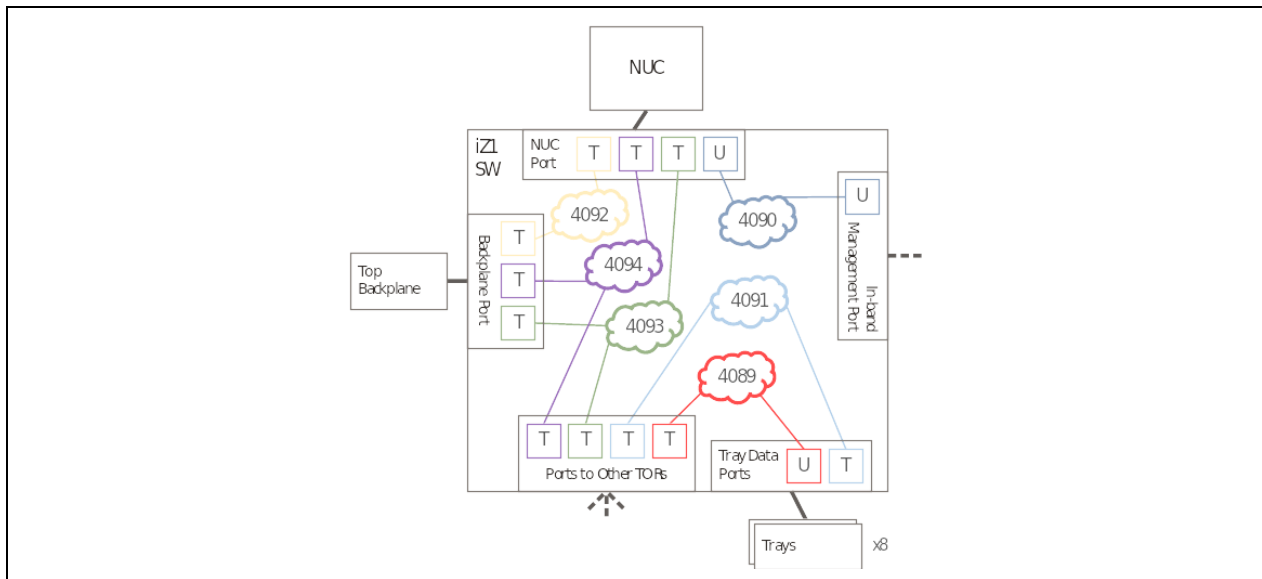 NUC
iZ1
SW
NUC
Port
T
T
T
U
U
4092
4090
T
Backplane Port
T
T
4094
In-band
Management Port
Top
Backplane
4091
4093
4089
T
T
T
T
Ports to Other TORs
Tray Data
Ports
U
T
Trays
x8